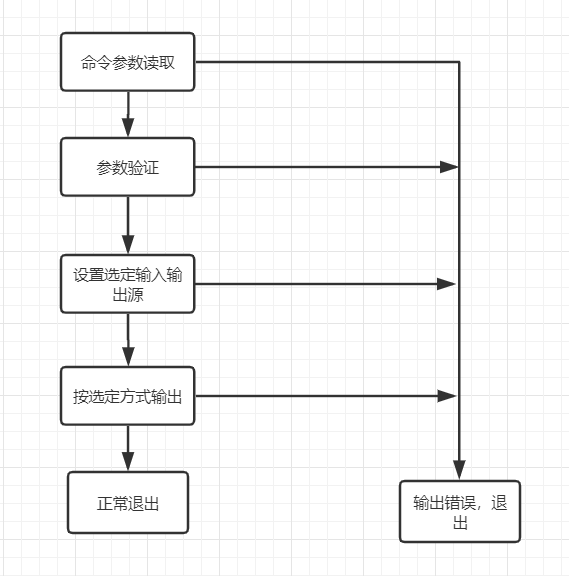 命令参数读取
参数验证
设置选定输入输
出源
按选定方式输出
正常退出
输出错误，退
出